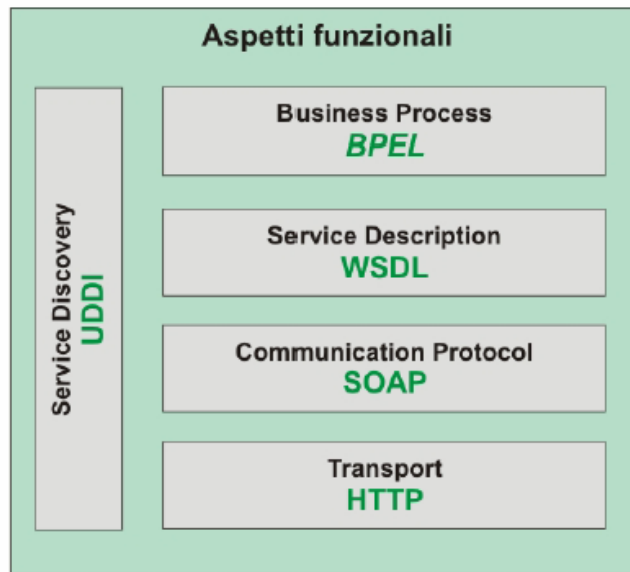 Aspetti funzionali
Service Discovery
UDDI
Business Process
BPEL
Service Description
WSDL
Communication Protocol
SOAP
Transport
HTTP